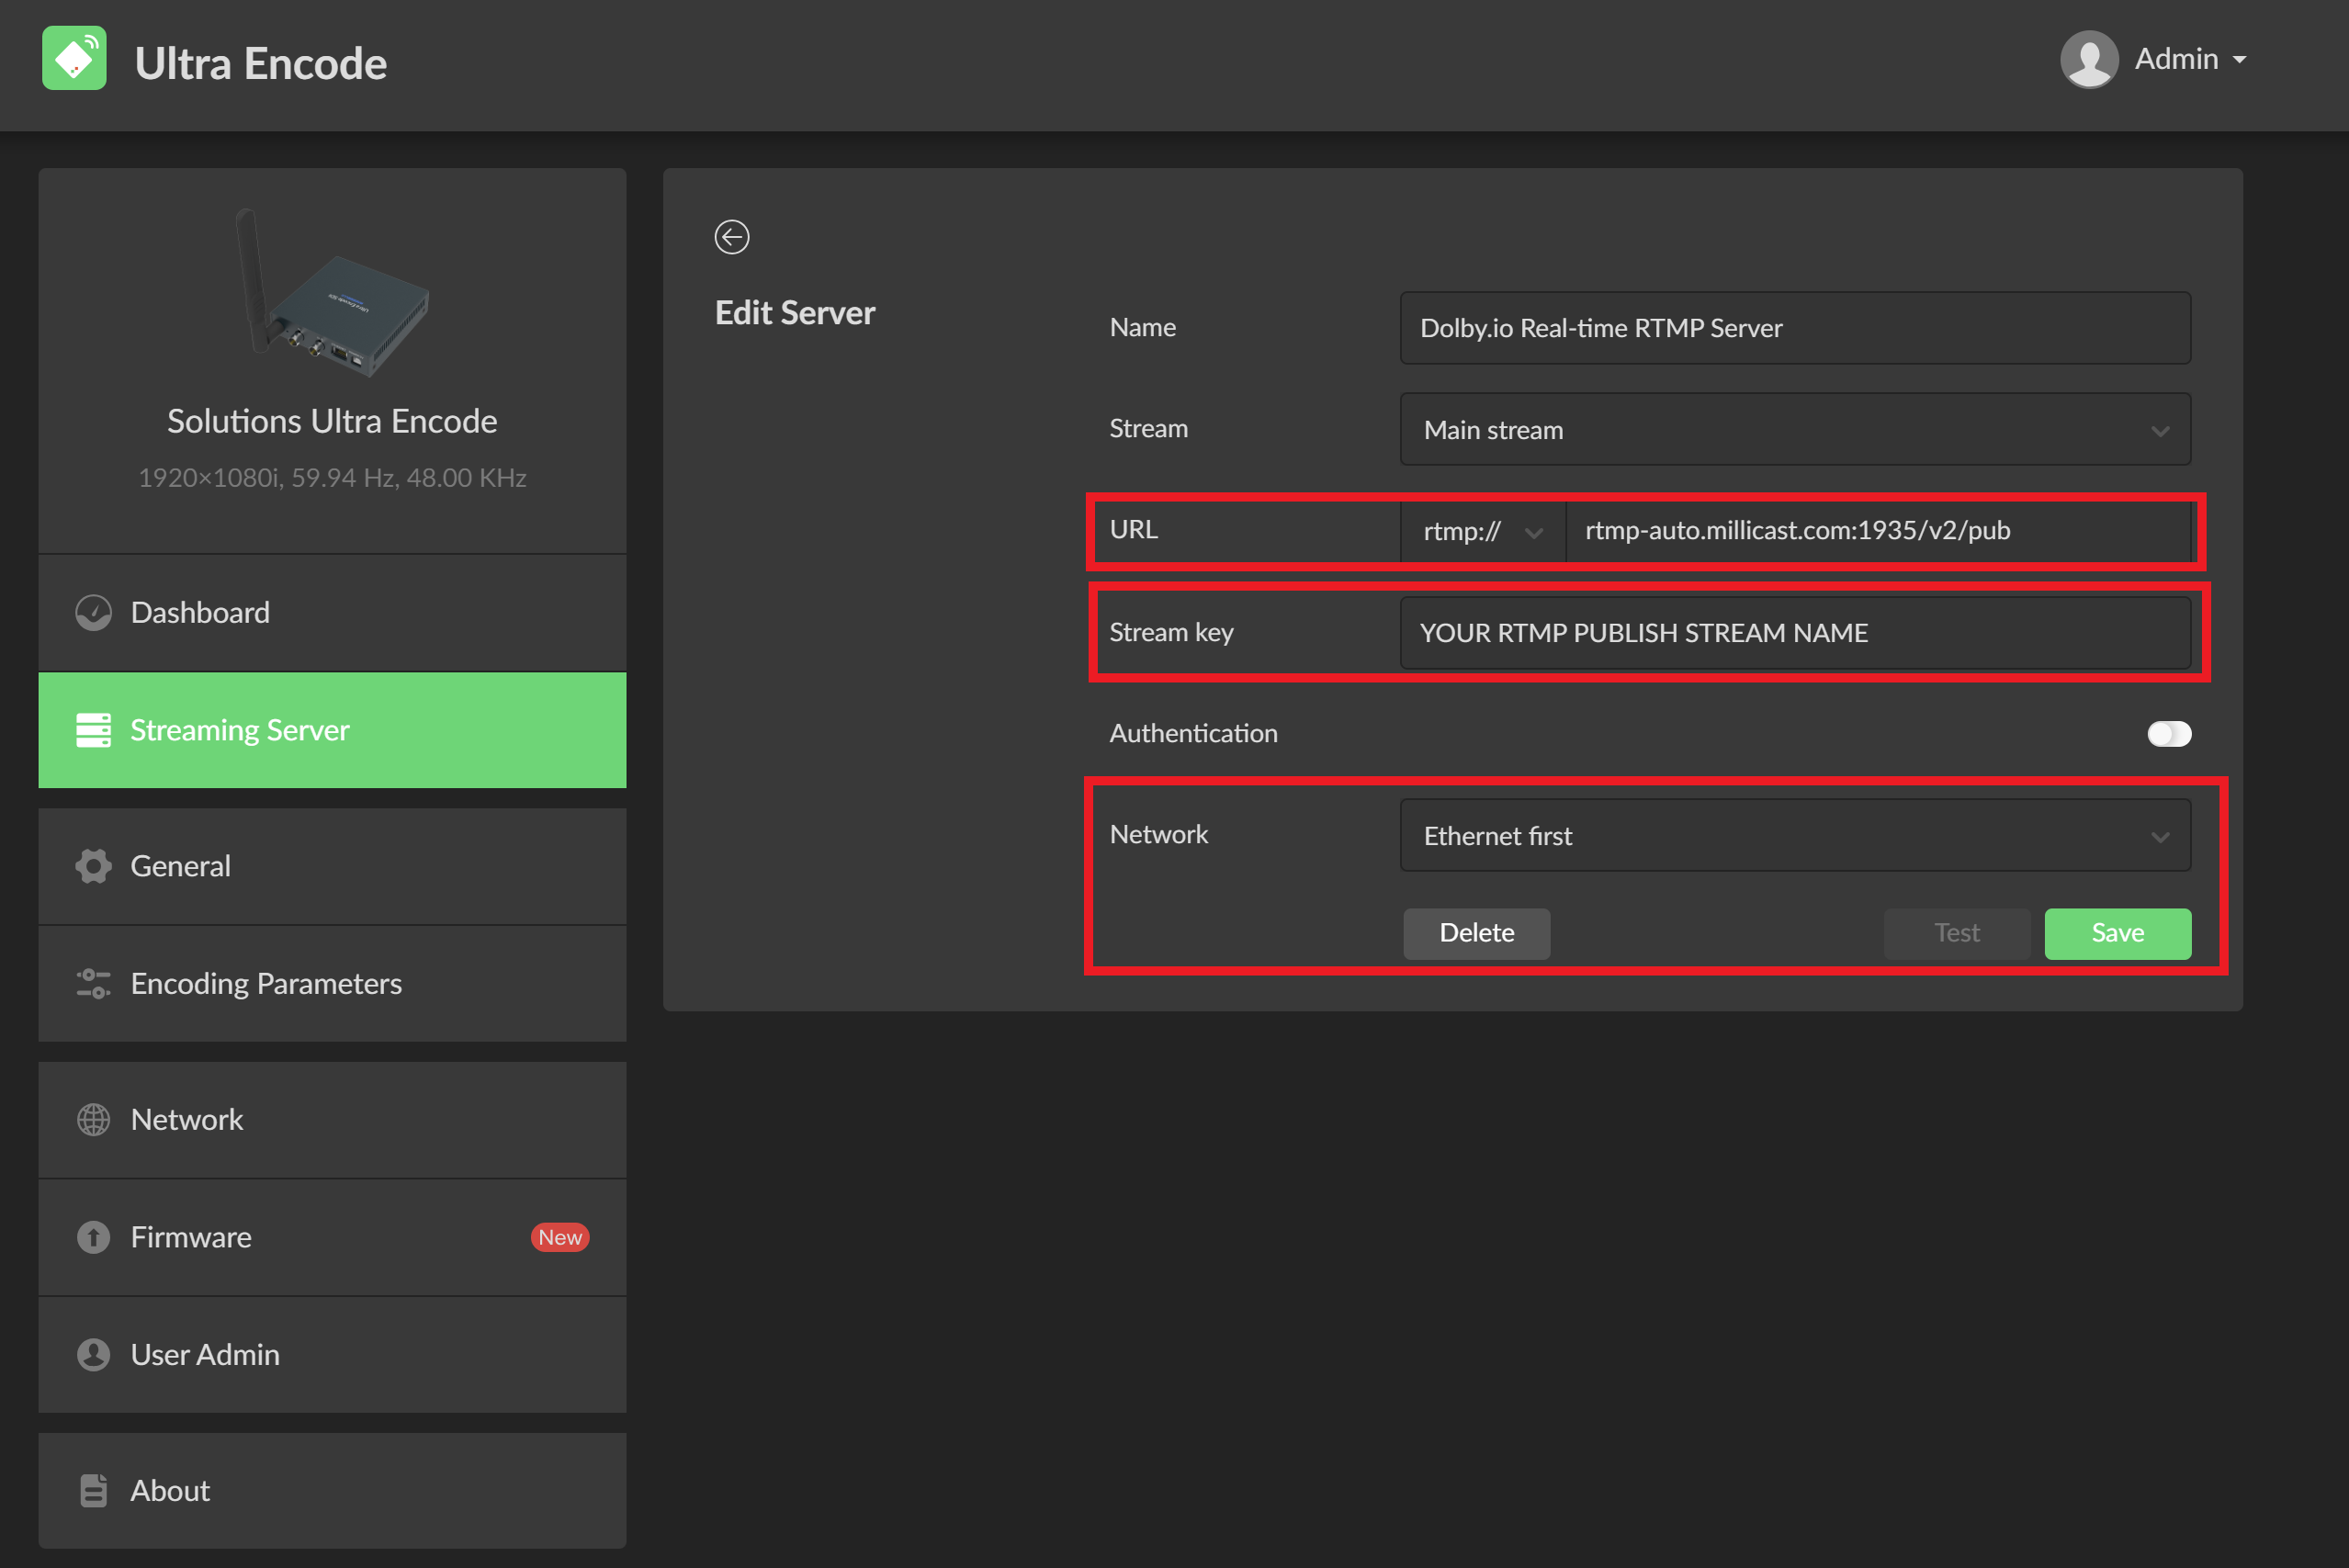 Ultra Encode
Admin
Solutions Ultra Encode
1920×1080i, 59.94 Hz, 48.00 KHz
Dashboard
Streaming Server
General
Encoding Parameters
Network
Firmware New
User Admin
About
Edit Server
Name Dolby.io Real-time RTMP Server
Stream Main stream
URL rtmp:// rtmp-auto.millicast.com:1935/v2/pub
Stream key YOUR RTMP PUBLISH STREAM NAME
Authentication
Network Ethernet first
Delete Test Save